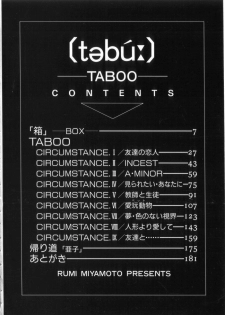 (təbú:)
TABOO
CONTENTS
「箱」——BOX 7
TABOO
CIRCUMSTANCE.Ⅰ／友達の恋人 27
CIRCUMSTANCE.Ⅱ／INCEST 43
CIRCUMSTANCE.Ⅲ／A・MINOR 59
CIRCUMSTANCE.Ⅳ／見られたい・あなたに 75
CIRCUMSTANCE.Ⅴ／教師と生徒 91
CIRCUMSTANCE.Ⅵ／愛玩動物 107
CIRCUMSTANCE.Ⅶ／夢・色のない視界 123
CIRCUMSTANCE.Ⅷ／人形より愛して 143
CIRCUMSTANCE.Ⅸ／友達と…… 159
帰り道「亜子」 175
あとがき 181
RUMI MIYAMOTO PRESENTS